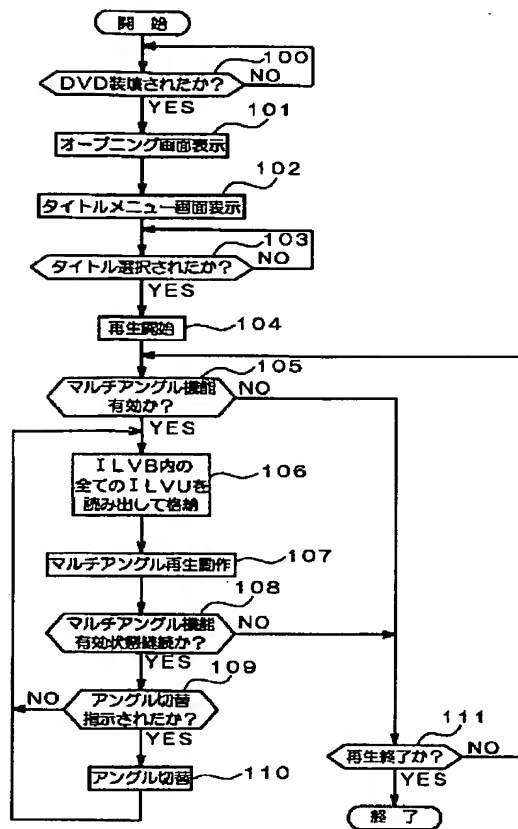 開 始
100
DVD装填されたか?
NO
YES
101
オープニング画面表示
102
タイトルメニュー画面表示
103
タイトル選択されたか?
NO
YES
再生開始
104
105
マルチアングル機能
有効か?
NO
YES
ILVB内の
全てのILVUを
読み出して格納
106
107
マルチアングル再生動作
108
マルチアングル機能
有効状態継続か?
NO
YES
109
NO
アングル切替
指示されたか?
YES
アングル切替
110
111
再生終了か?
NO
YES
終 了